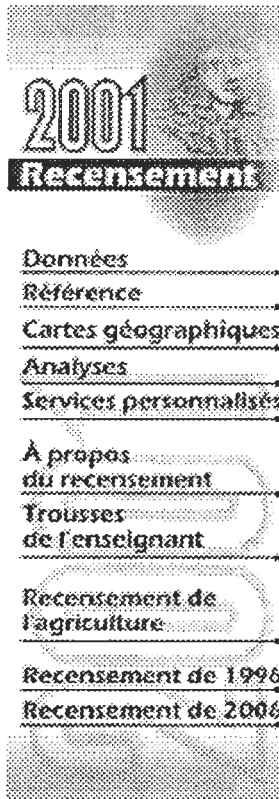 2001
Recensement
Données
Référence
Cartes géographiques
Analyses
Services personnalisés
À propos
du recensement
Trousses
de l'enseignant
Recensement de
l'agriculture
Recensement de 1996
Recensement de 2006